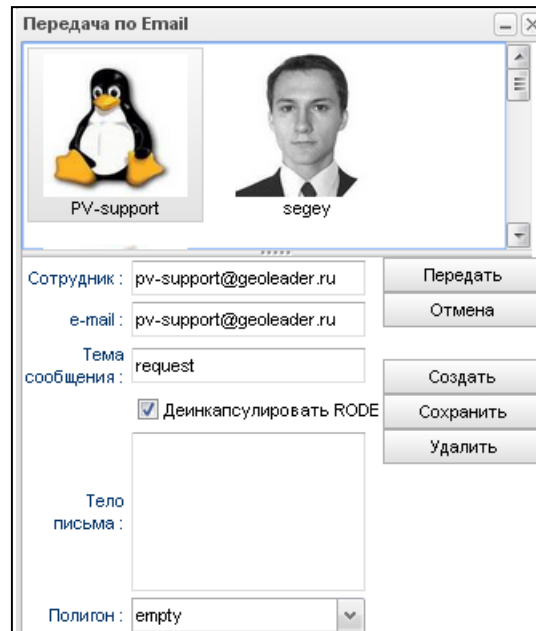 Передача по Email
PV-support
segey
Сотрудник :
pv-support@geoleader.ru
Передать
e-mail :
pv-support@geoleader.ru
Отмена
Тема
сообщения :
request
Создать
Деинкапсулировать RODE
Сохранить
Удалить
Тело
письма :
Полигон :
empty